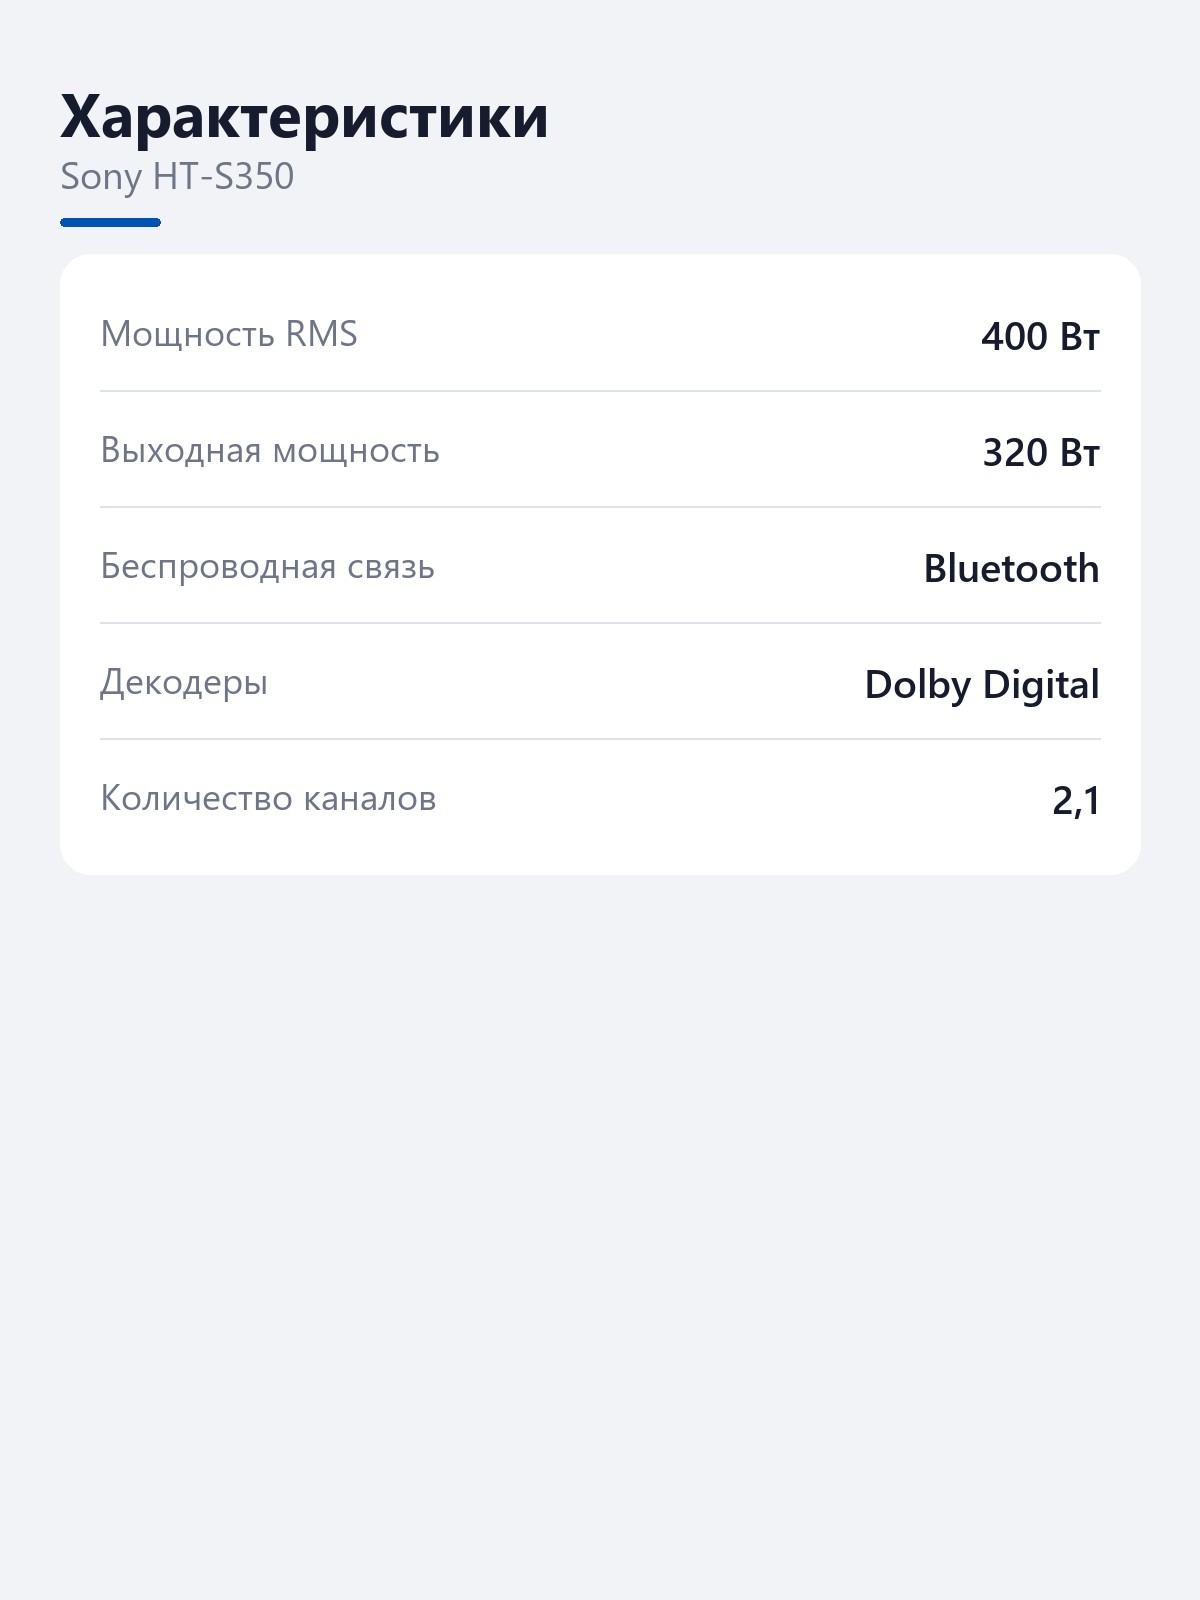 Характеристики
Sony HT-S350
Мощность RMS 400 Вт
Выходная мощность 320 Вт
Беспроводная связь Bluetooth
Декодеры Dolby Digital
Количество каналов 2,1